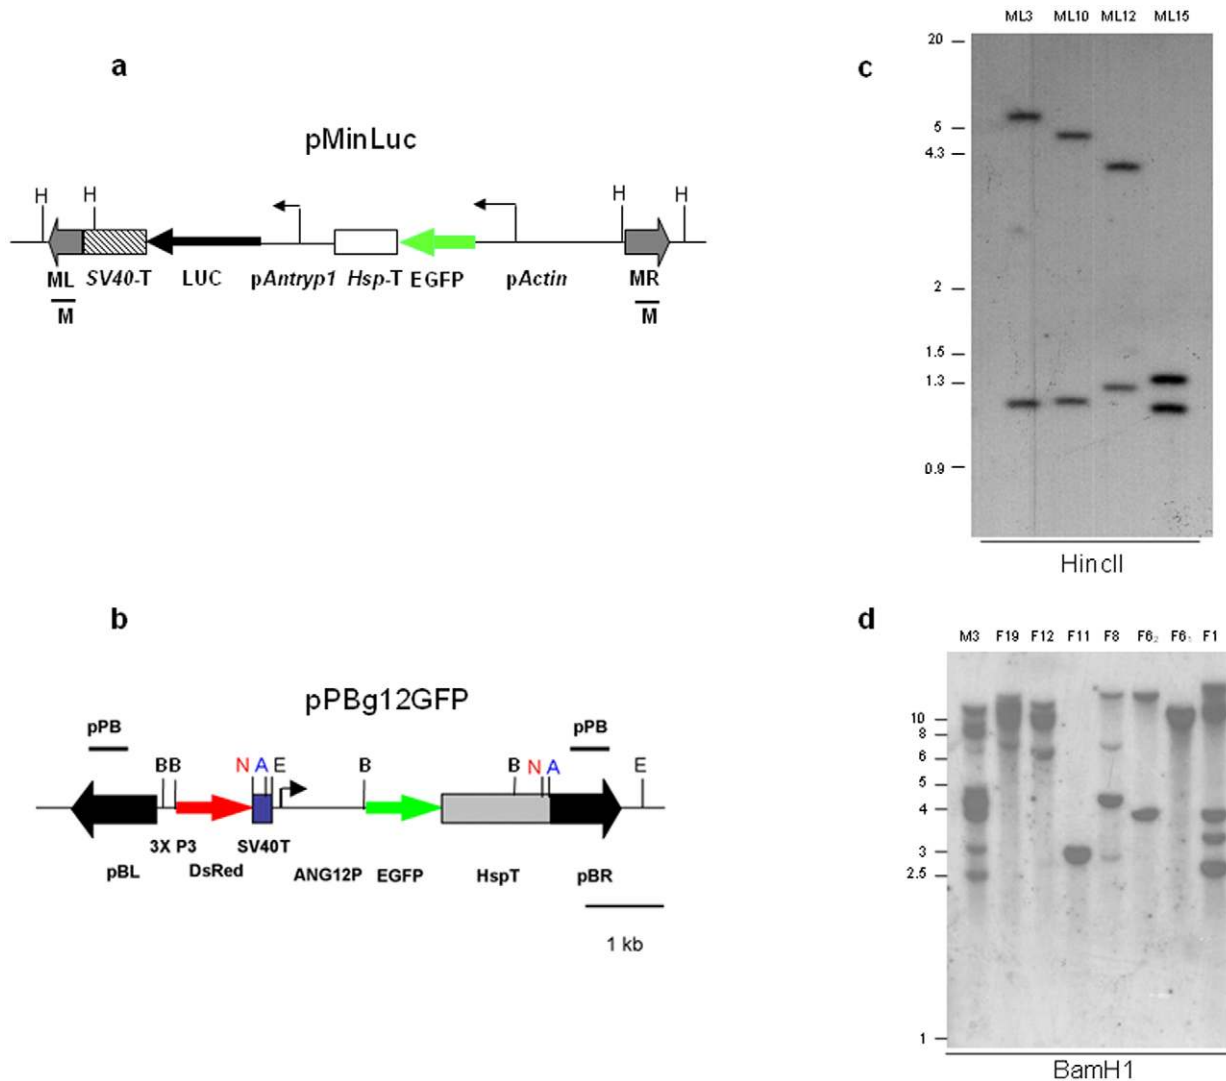 a
pMinLuc
H H H H
ML SV40-T LUC pAntryp1 Hsp-T EGFP pActin MR
M M
b
pPBg12GFP
pPB pPB
BB N A E B B N A E
3X P3 SV40T
pBL DsRed ANG12P EGFP HspT pBR
1 kb
c
ML3 ML10 ML12 ML15
20
5
4.3
2
1.5
1.3
0.9
HincII
d
M3 F19 F12 F11 F8 F6₂ F6₁ F1
10
8
6
5
4
3
2.5
1
BamH1